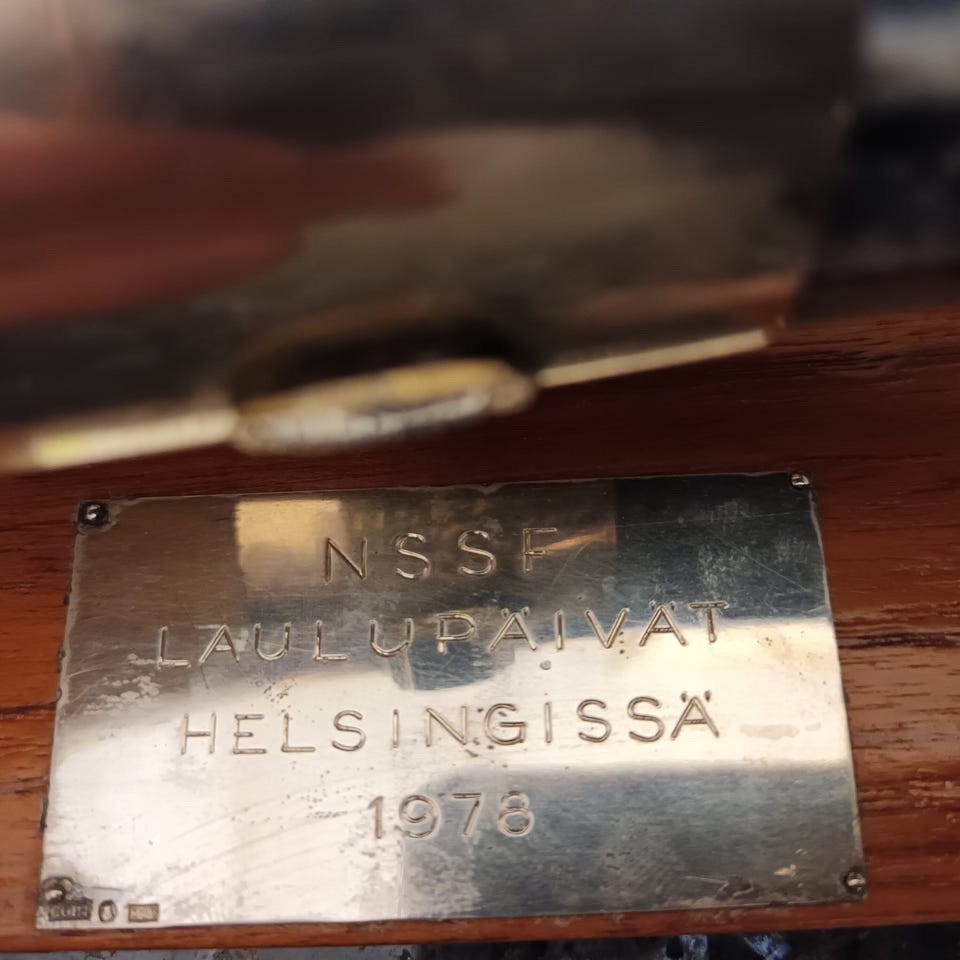 NSSF
LAULUPÄIVÄT
HELSINGISSÄ
1978